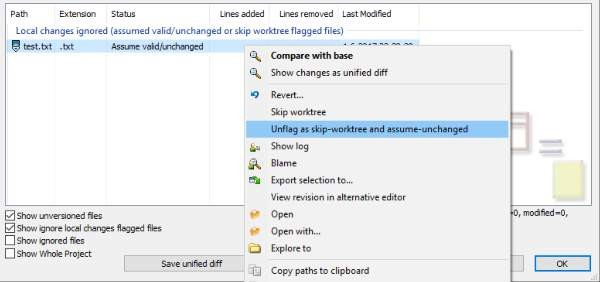 Path Extension Status Lines added Lines removed Last Modified
Local changes ignored (assumed valid/unchanged or skip worktree flagged files)
test.txt .txt Assume valid/unchanged
Compare with base
Show changes as unified diff
Revert...
Skip worktree
Unflag as skip-worktree and assume-unchanged
Show log
Blame
Export selection to...
View revision in alternative editor
Open
Open with...
Explore to
Copy paths to clipboard
Show unversioned files
Show ignore local changes flagged files
Show ignored files
Show Whole Project
=0, modified=0,
Save unified diff
OK